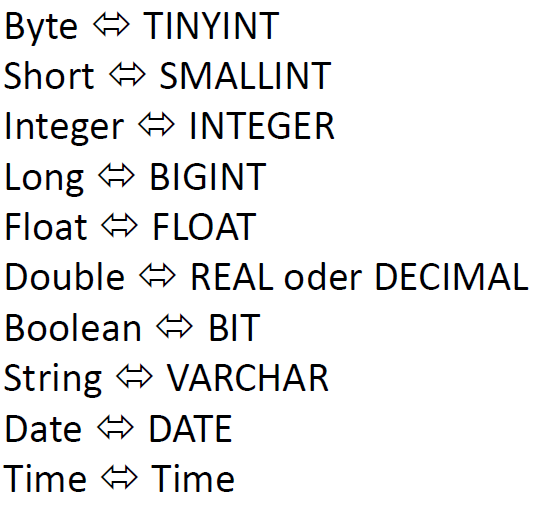 Byte ⬄ TINYINT
Short ⬄ SMALLINT
Integer ⬄ INTEGER
Long ⬄ BIGINT
Float ⬄ FLOAT
Double ⬄ REAL oder DECIMAL
Boolean ⬄ BIT
String ⬄ VARCHAR
Date ⬄ DATE
Time ⬄ Time